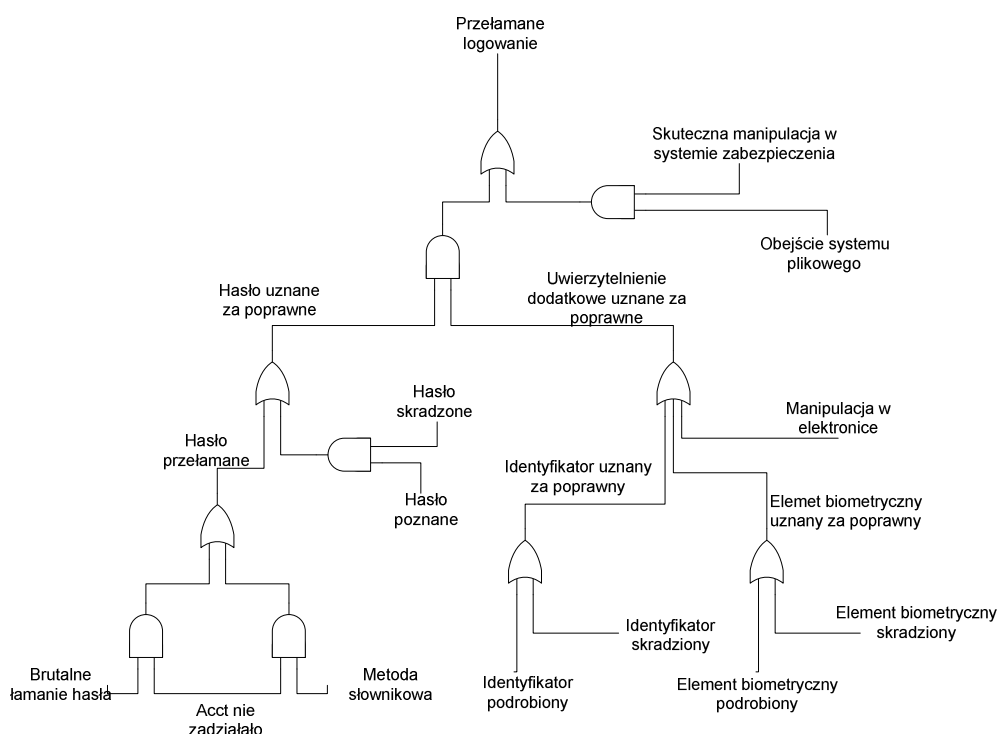 Przełamane
logowanie
Skuteczna manipulacja w
systemie zabezpieczenia
Obejście systemu
plikowego
Hasło uznane
za poprawne
Uwierzytelnienie
dodatkowe uznane za
poprawne
Hasło
skradzone
Manipulacja w
elektronice
Hasło
przełamane
Identyfikator uznany
za poprawny
Hasło
poznane
Elemet biometryczny
uznany za poprawny
Identyfikator
skradziony
Element biometryczny
skradziony
Brutalne
łamanie hasła
Metoda
słownikowa
Identyfikator
podrobiony
Element biometryczny
podrobiony
Acct nie
zadziałało